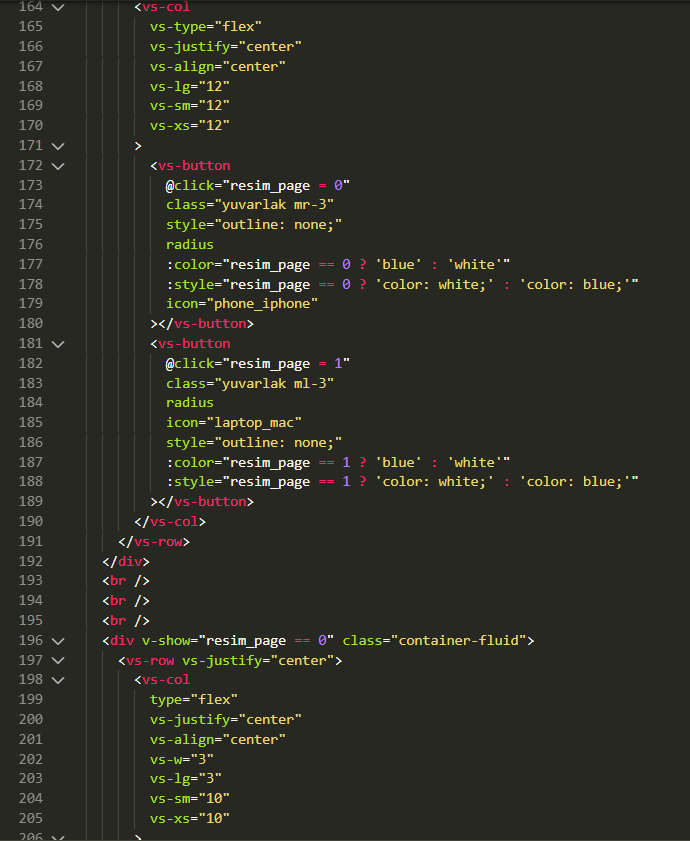 164 <vs-col
165 vs-type="flex"
166 vs-justify="center"
167 vs-align="center"
168 vs-lg="12"
169 vs-sm="12"
170 vs-xs="12"
171 >
172 <vs-button
173 @click="resim_page = 0"
174 class="yuvarlak mr-3"
175 style="outline: none;"
176 radius
177 :color="resim_page == 0 ? 'blue' : 'white'"
178 :style="resim_page == 0 ? 'color: white;' : 'color: blue;'"
179 icon="phone_iphone"
180 ></vs-button>
181 <vs-button
182 @click="resim_page = 1"
183 class="yuvarlak ml-3"
184 radius
185 icon="laptop_mac"
186 style="outline: none;"
187 :color="resim_page == 1 ? 'blue' : 'white'"
188 :style="resim_page == 1 ? 'color: white;' : 'color: blue;'"
189 ></vs-button>
190 </vs-col>
191 </vs-row>
192 </div>
193 <br />
194 <br />
195 <br />
196 <div v-show="resim_page == 0" class="container-fluid">
197 <vs-row vs-justify="center">
198 <vs-col
199 type="flex"
200 vs-justify="center"
201 vs-align="center"
202 vs-w="3"
203 vs-lg="3"
204 vs-sm="10"
205 vs-xs="10"
206 >